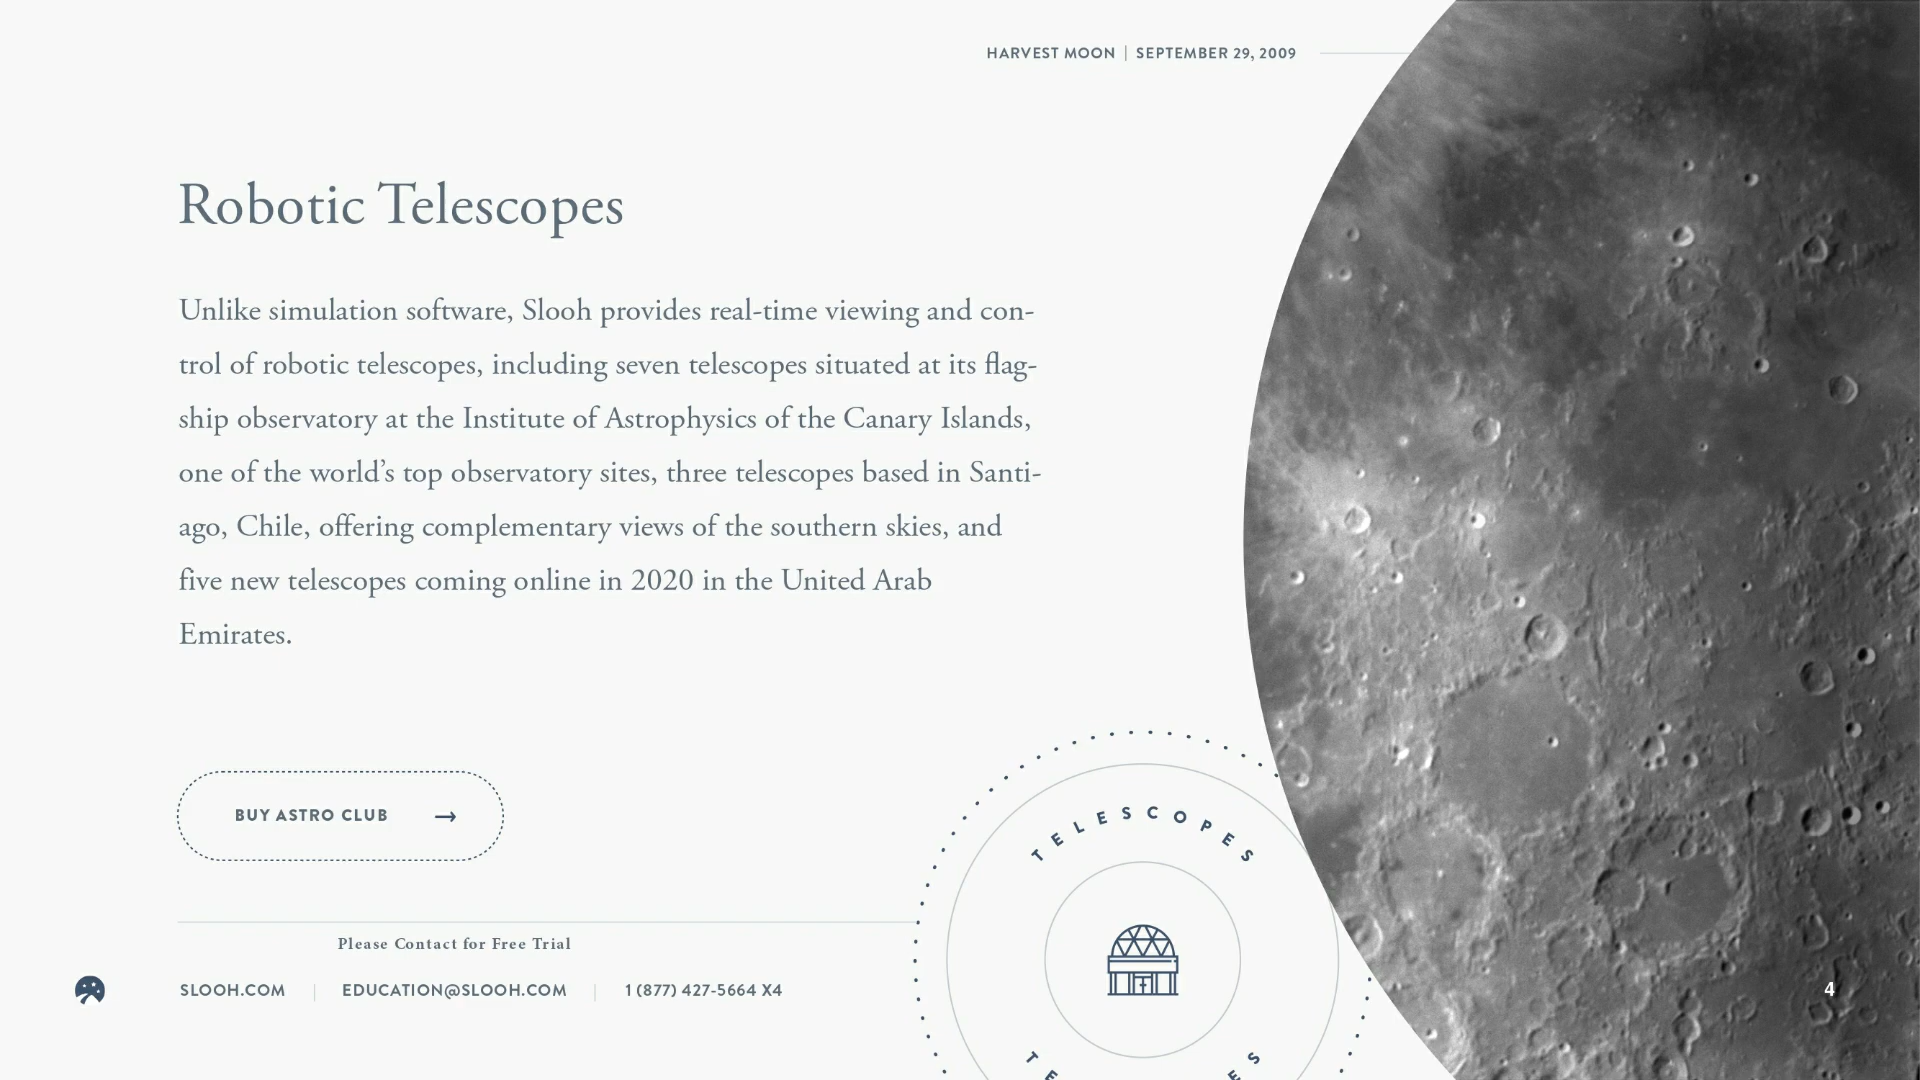 HARVEST MOON | SEPTEMBER 29, 2009
Robotic Telescopes
Unlike simulation software, Slooh provides real-time viewing and con-
trol of robotic telescopes, including seven telescopes situated at its flag-
ship observatory at the Institute of Astrophysics of the Canary Islands,
one of the world’s top observatory sites, three telescopes based in Santi-
ago, Chile, offering complementary views of the southern skies, and
five new telescopes coming online in 2020 in the United Arab
Emirates.
BUY ASTRO CLUB →
TELESCOPES
Please Contact for Free Trial
SLOOH.COM | EDUCATION@SLOOH.COM | 1 (877) 427-5664 X4
4